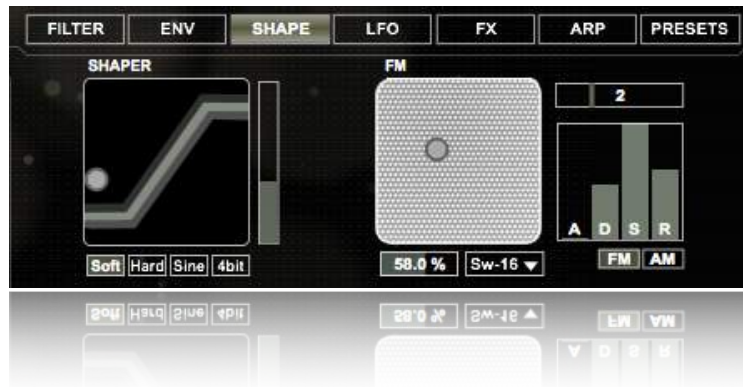 FILTER ENV SHAPE LFO FX ARP PRESETS
SHAPER FM
2
A D S R
Soft Hard Sine 4bit 58.0 % Sw-16 FM AM